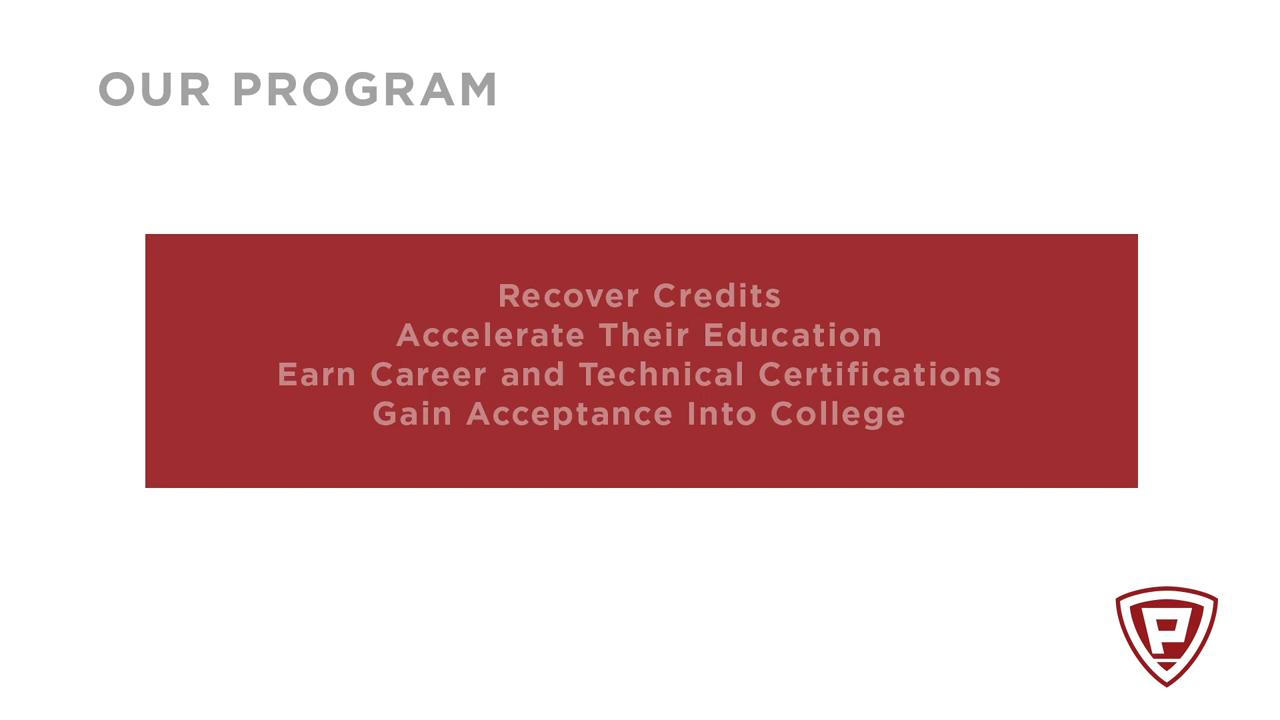 OUR PROGRAM
Recover Credits
Accelerate Their Education
Earn Career and Technical Certifications
Gain Acceptance Into College
P